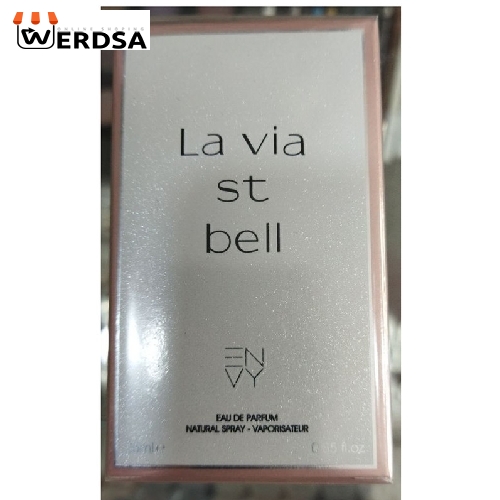 WERDSA
La via
st
bell
ENVY
EAU DE PARFUM
NATURAL SPRAY - VAPORISATEUR